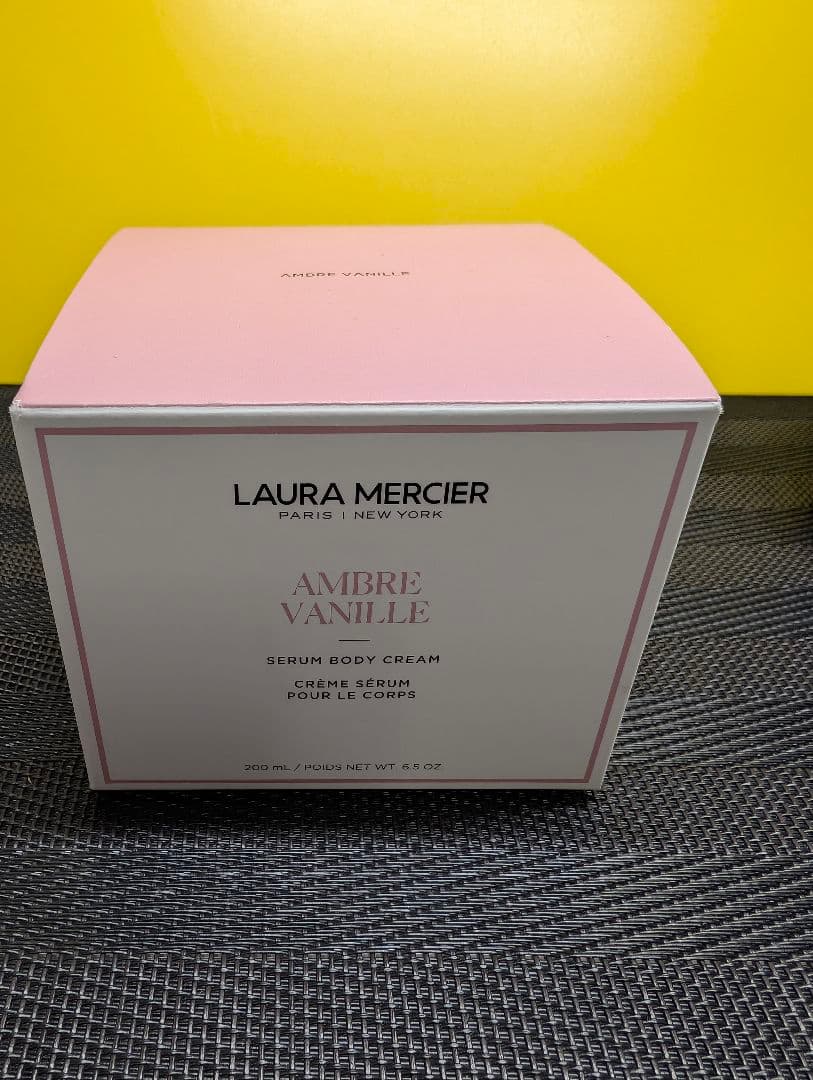 AMBRE VANILLE
LAURA MERCIER
PARIS | NEW YORK
AMBRE
VANILLE
SERUM BODY CREAM
CRÈME SÉRUM
POUR LE CORPS
200 mL / POIDS NET WT. 6.5 OZ.